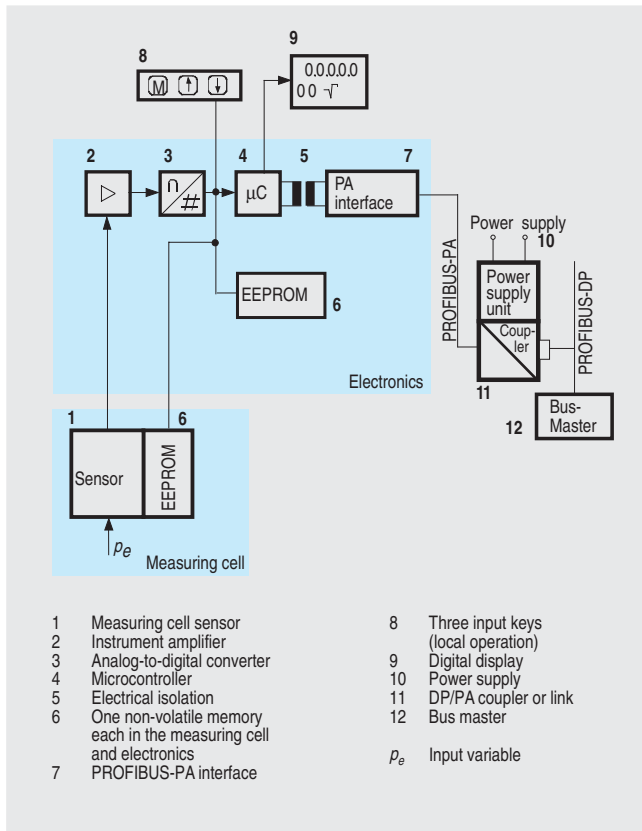 8
9
M ↑ ↓
0.0.0.0.0
0 0 √
2
3
4
5
7
∩
#
µC
PA
interface
Power supply
10
EEPROM
6
PROFIBUS-PA
Power
supply
unit
Coup-
ler
PROFIBUS-DP
11
Electronics
12
Bus-
Master
1
6
Sensor
EEPROM
pe
Measuring cell
1 Measuring cell sensor
2 Instrument amplifier
3 Analog-to-digital converter
4 Microcontroller
5 Electrical isolation
6 One non-volatile memory
each in the measuring cell
and electronics
7 PROFIBUS-PA interface
8 Three input keys
(local operation)
9 Digital display
10 Power supply
11 DP/PA coupler or link
12 Bus master
pe Input variable